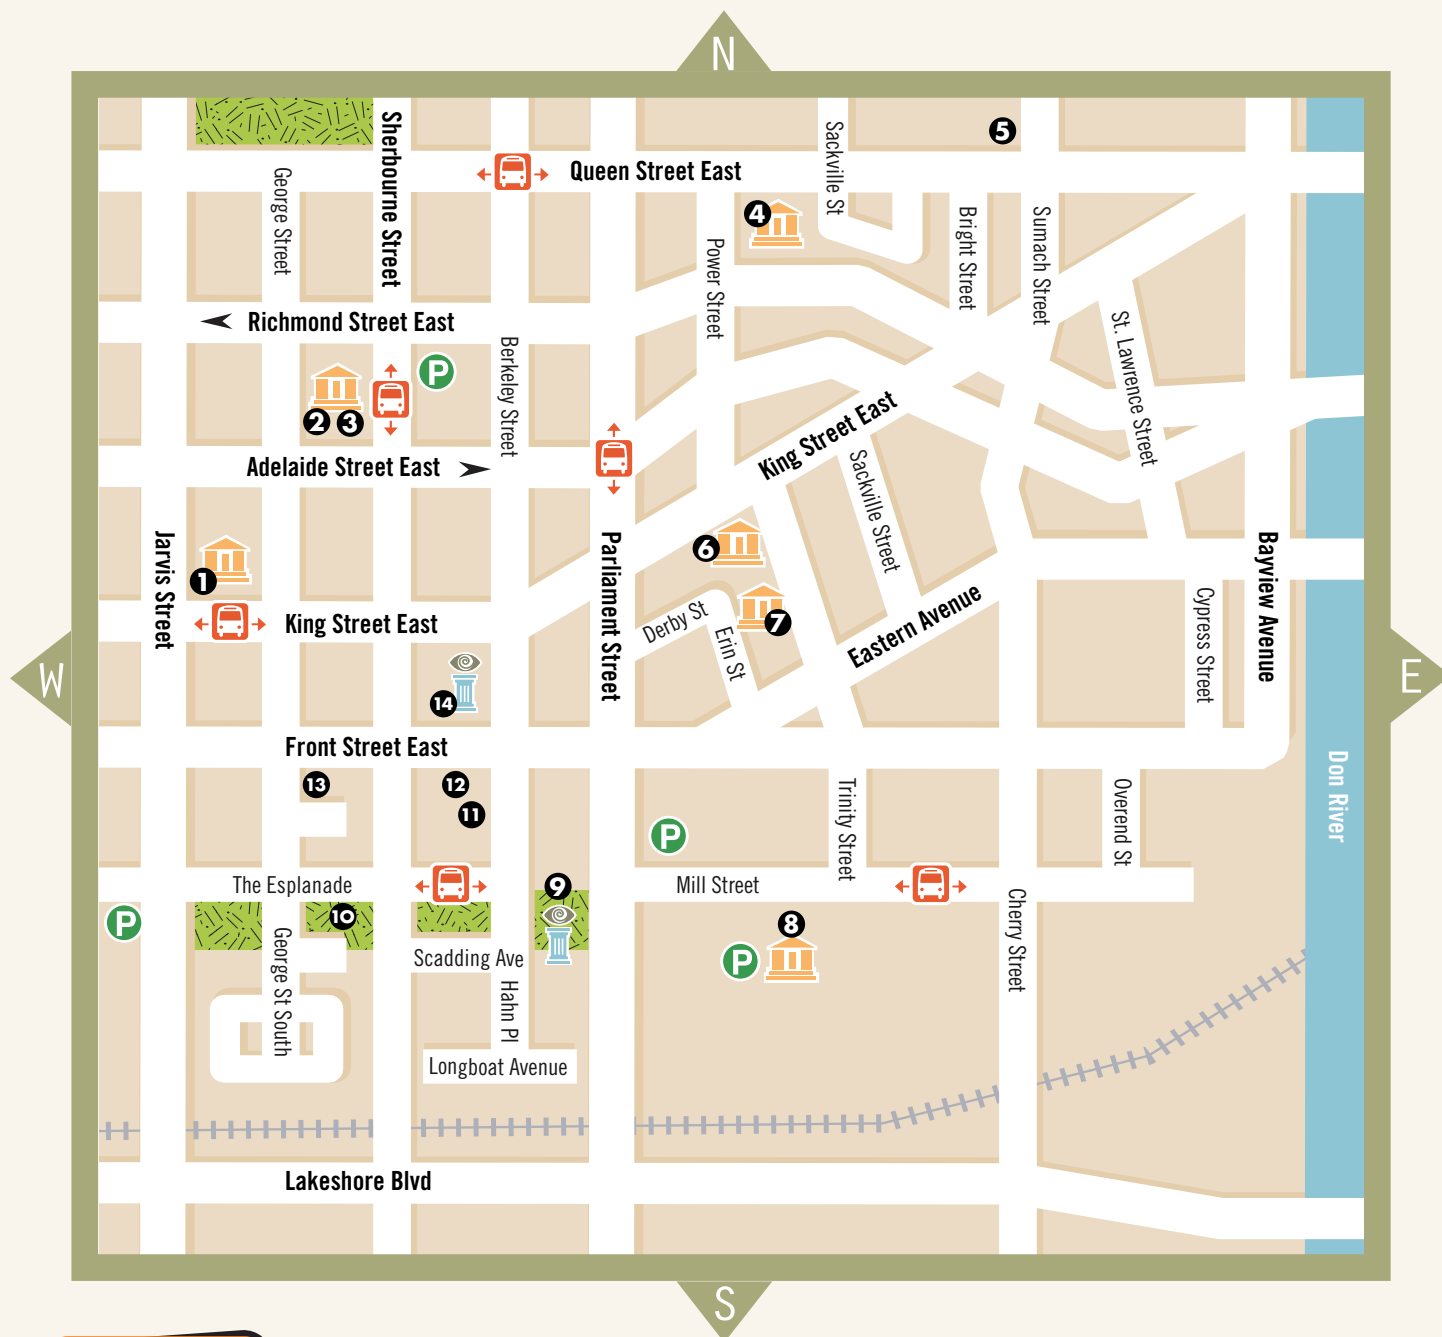 N
Sherbourne Street
Sackville St
5
Queen Street East
George Street
4
Bright Street
Sumach Street
Power Street
Richmond Street East
St. Lawrence Street
Berkeley Street
P
2
3
King Street East
Adelaide Street East
Sackville Street
Jarvis Street
Parliament Street
Bayview Avenue
6
1
Cypress Street
King Street East
Derby St
7
Eastern Avenue
Erin St
W
E
14
Front Street East
Don River
13
12
11
Trinity Street
Overend St
P
The Esplanade
9
Mill Street
Cherry Street
P
10
8
George St South
Scadding Ave
P
Hahn Pl
Longboat Avenue
Lakeshore Blvd
S